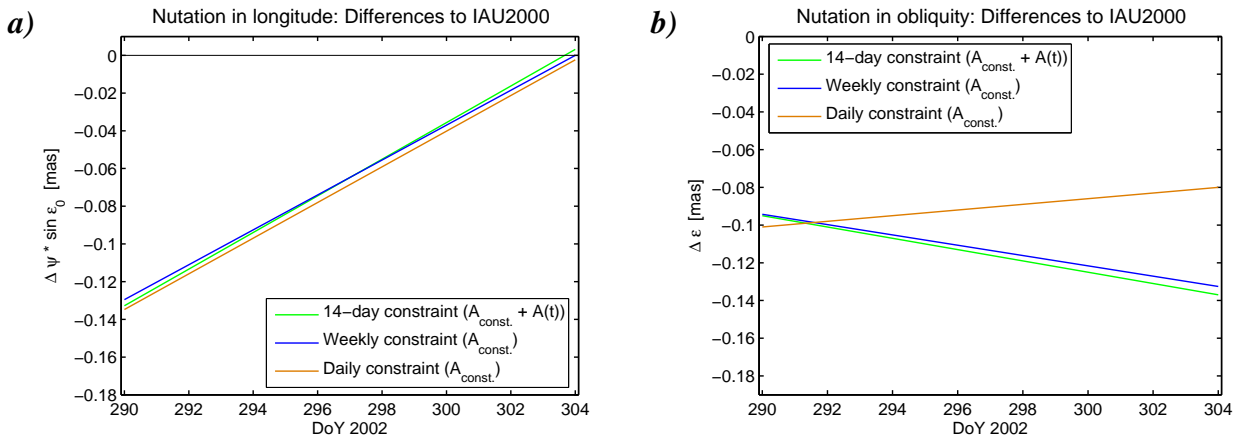 a)
Nutation in longitude: Differences to IAU2000
Δ ψ * sin ε0 [mas]
0
−0.02
−0.04
−0.06
−0.08
−0.1
−0.12
−0.14
−0.16
−0.18
14−day constraint (Aconst. + A(t))
Weekly constraint (Aconst.)
Daily constraint (Aconst.)
290 292 294 296 298 300 302 304
DoY 2002
b)
Nutation in obliquity: Differences to IAU2000
Δ ε [mas]
0
−0.02
−0.04
−0.06
−0.08
−0.1
−0.12
−0.14
−0.16
−0.18
14−day constraint (Aconst. + A(t))
Weekly constraint (Aconst.)
Daily constraint (Aconst.)
290 292 294 296 298 300 302 304
DoY 2002